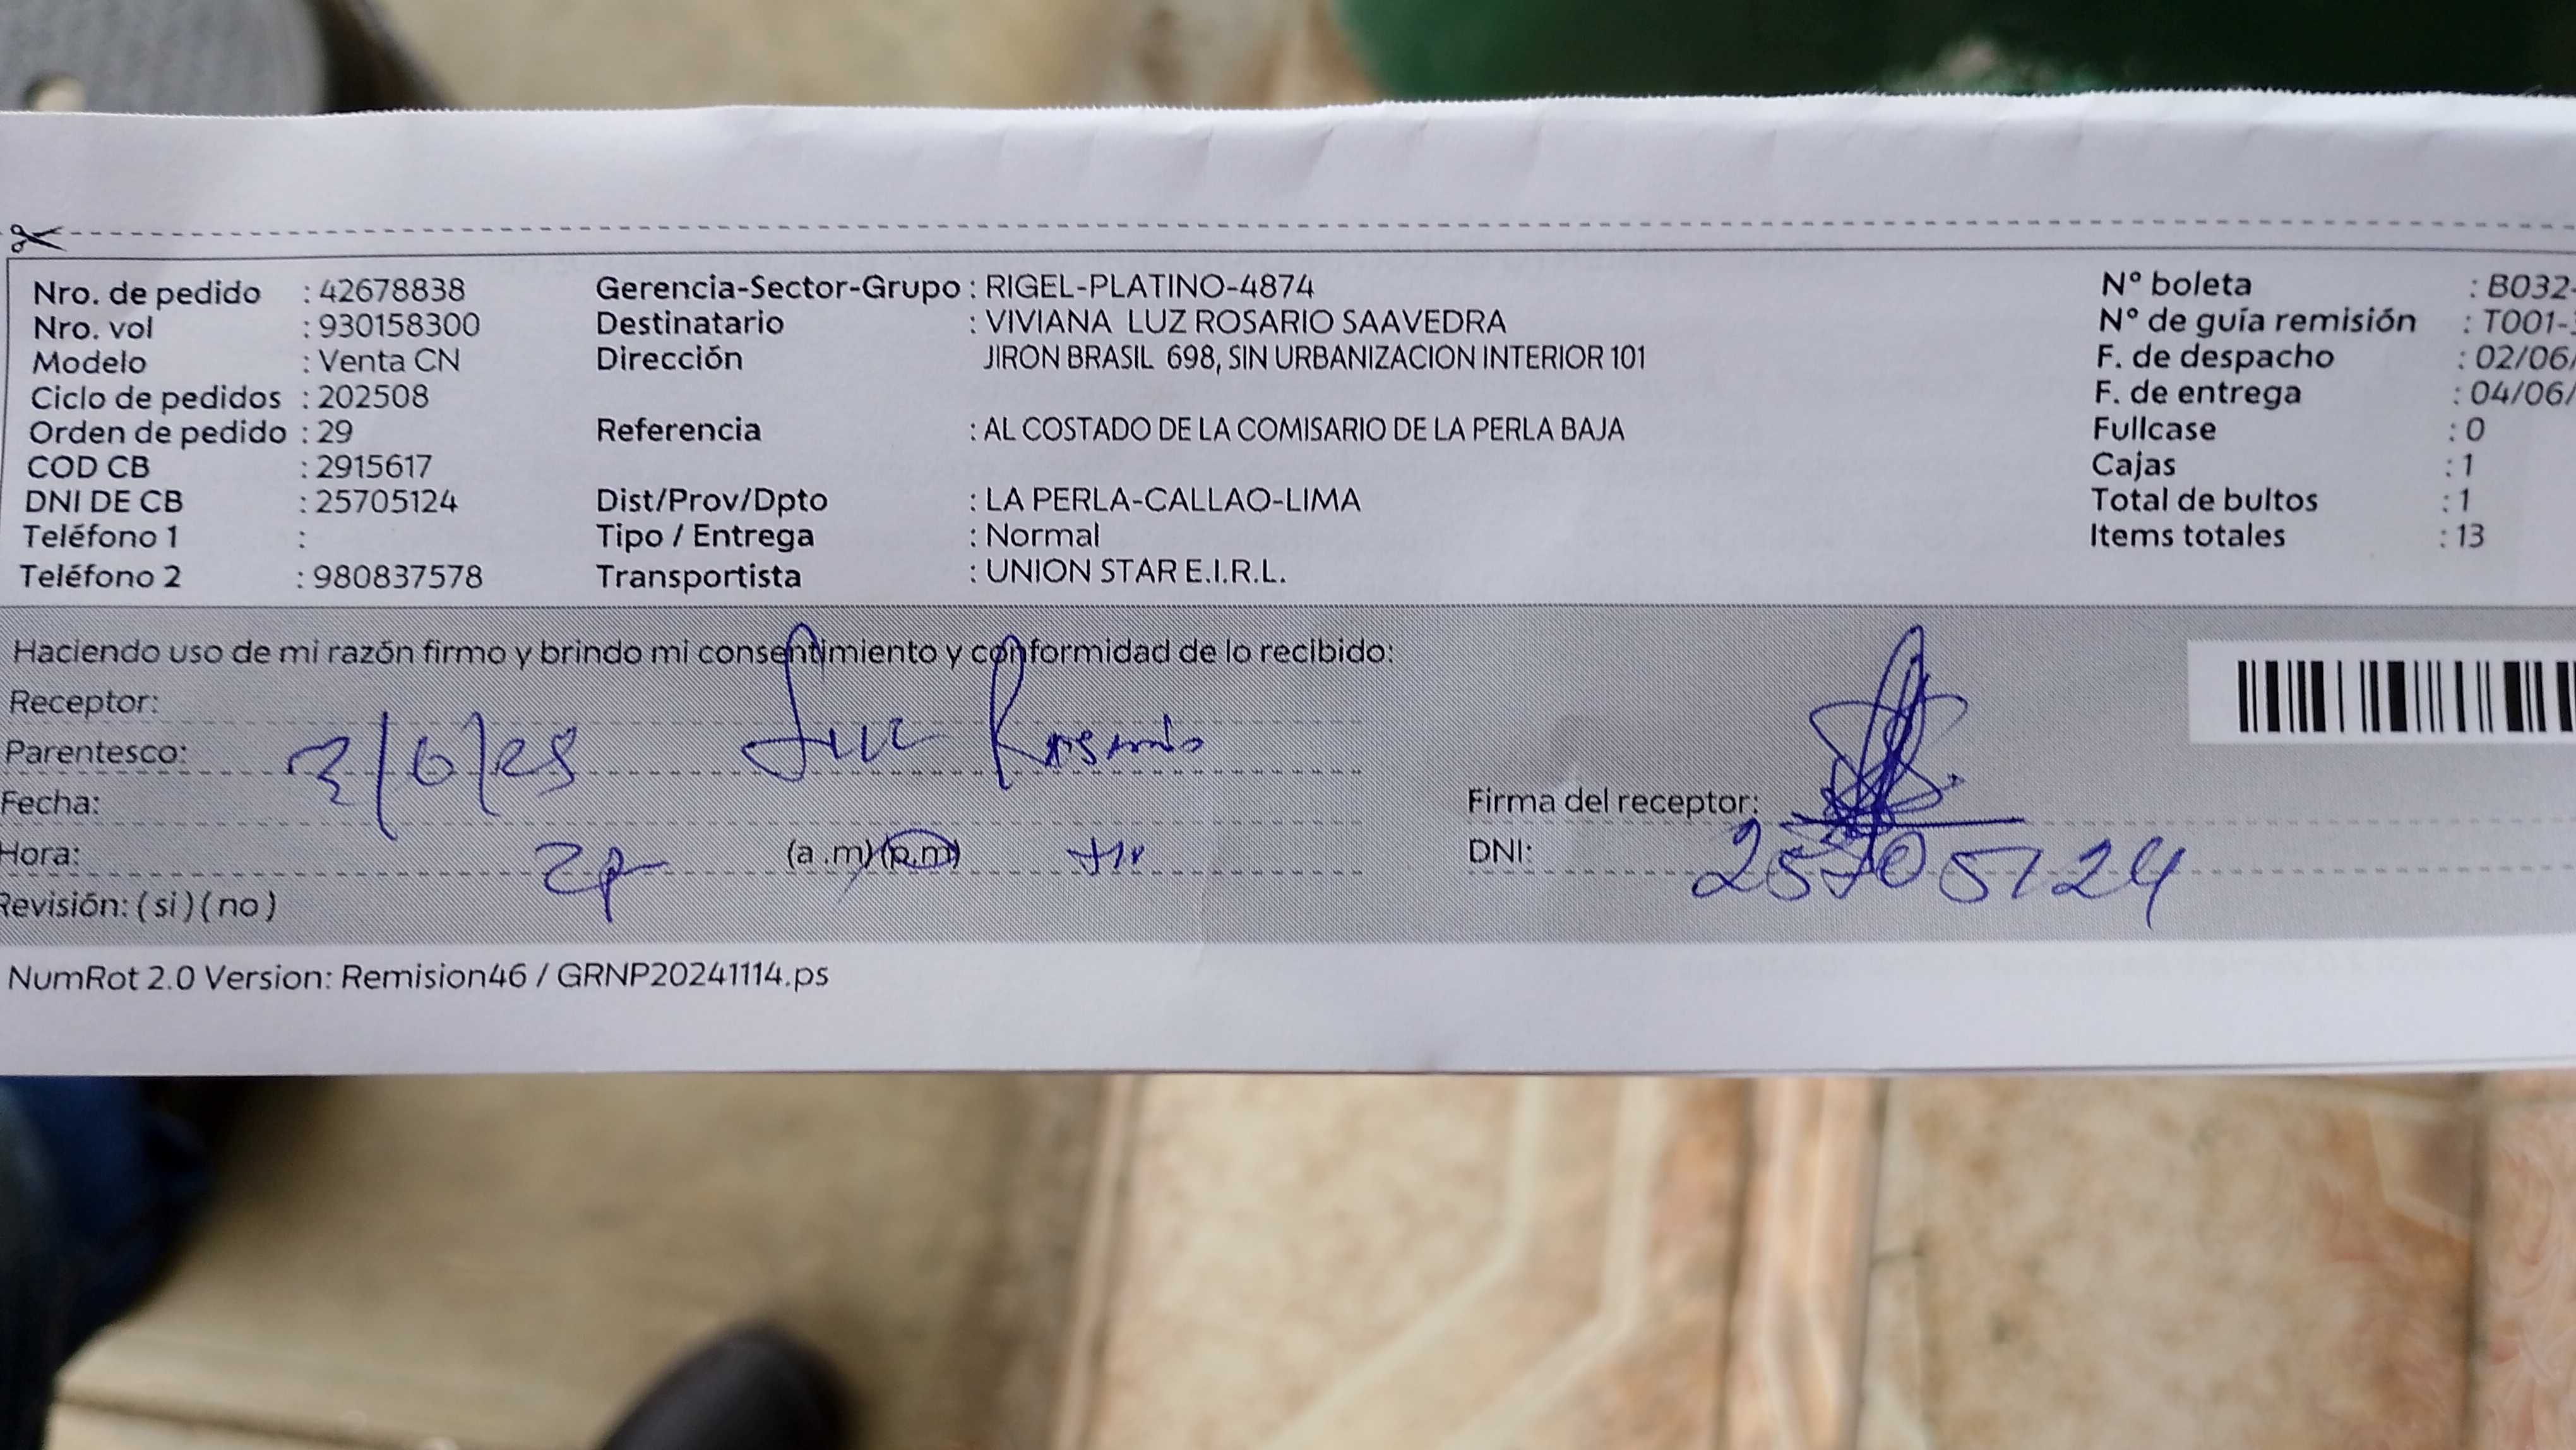 Nro. de pedido : 42678838 Gerencia-Sector-Grupo : RIGEL-PLATINO-4874 Nº boleta : B032-
Nro. vol : 930158300 Destinatario : VIVIANA LUZ ROSARIO SAAVEDRA Nº de guía remisión : T001-
Modelo : Venta CN Dirección JIRON BRASIL 698, SIN URBANIZACION INTERIOR 101 F. de despacho : 02/06/
Ciclo de pedidos : 202508 F. de entrega : 04/06/
Orden de pedido : 29 Referencia : AL COSTADO DE LA COMISARIO DE LA PERLA BAJA Fullcase : 0
COD CB : 2915617 Cajas : 1
DNI DE CB : 25705124 Dist/Prov/Dpto : LA PERLA-CALLAO-LIMA Total de bultos : 1
Teléfono 1 : Tipo / Entrega : Normal Items totales : 13
Teléfono 2 : 980837578 Transportista : UNION STAR E.I.R.L.
Haciendo uso de mi razón firmo y brindo mi consentimiento y conformidad de lo recibido:
Receptor:
Parentesco: 3/6/25 Luz Rosario
Fecha: Firma del receptor:
Hora: (a .m) (p.m) DNI: 25705124
Revisión: ( si ) ( no )
NumRot 2.0 Version: Remision46 / GRNP20241114.ps